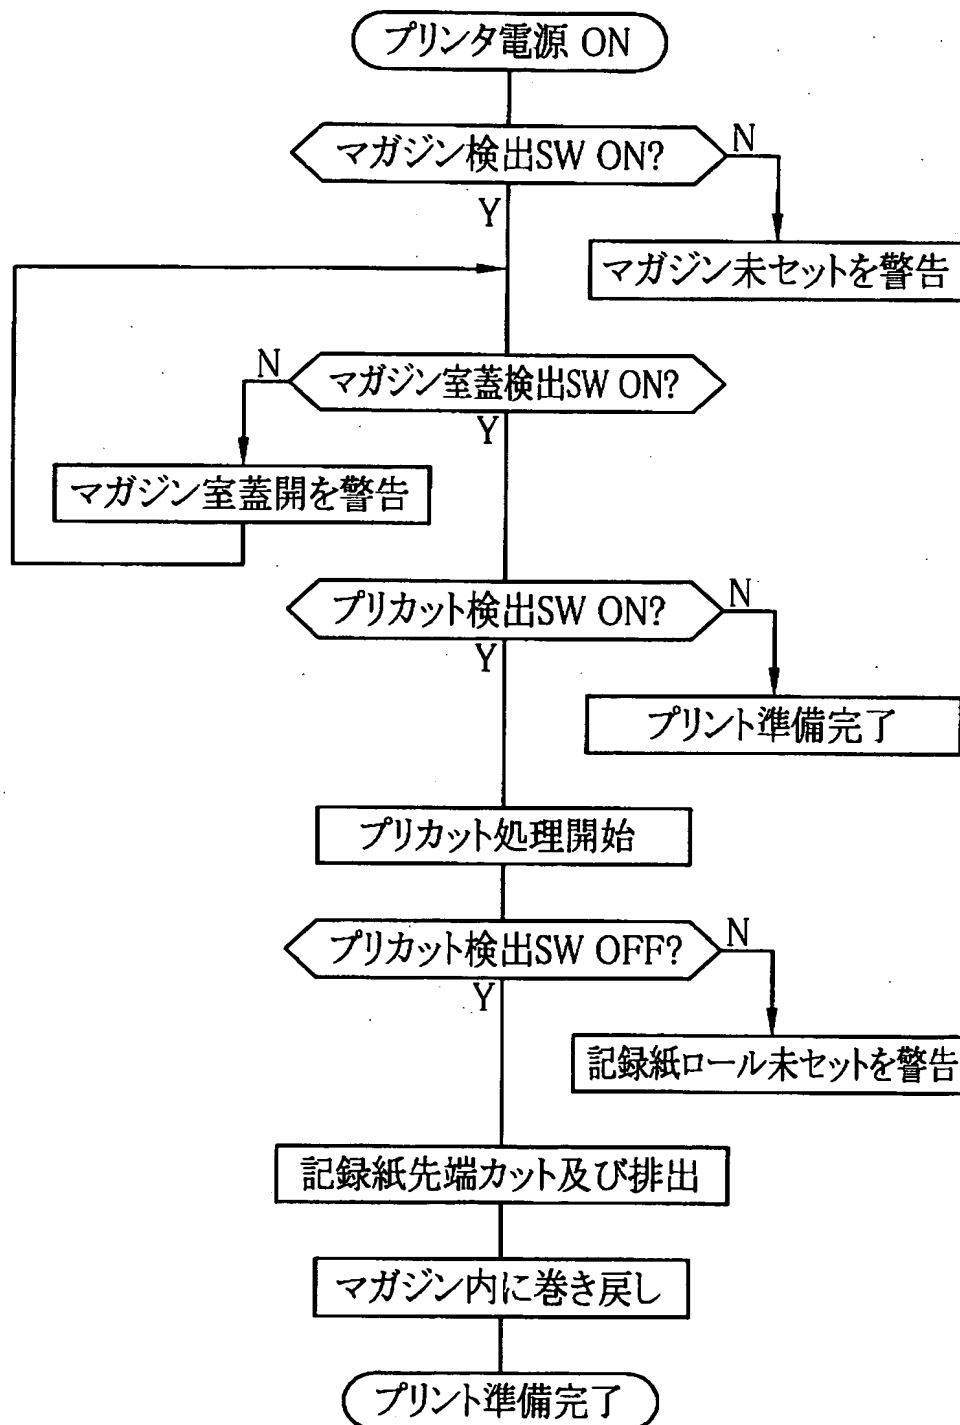 プリンタ電源 ON
マガジン検出SW ON?
N
Y
マガジン未セットを警告
マガジン室蓋検出SW ON?
N
Y
マガジン室蓋開を警告
プリカット検出SW ON?
N
Y
プリント準備完了
プリカット処理開始
プリカット検出SW OFF?
N
Y
記録紙ロール未セットを警告
記録紙先端カット及び排出
マガジン内に巻き戻し
プリント準備完了